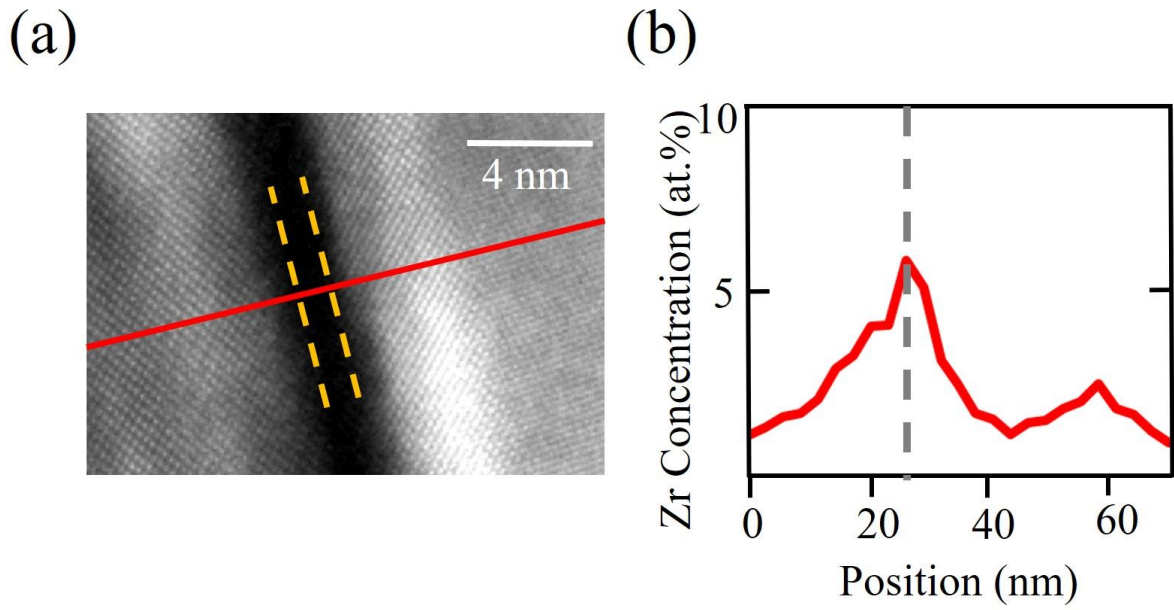 (a)
4 nm
(b)
Zr Concentration (at.%)
10
5
0 20 40 60
Position (nm)